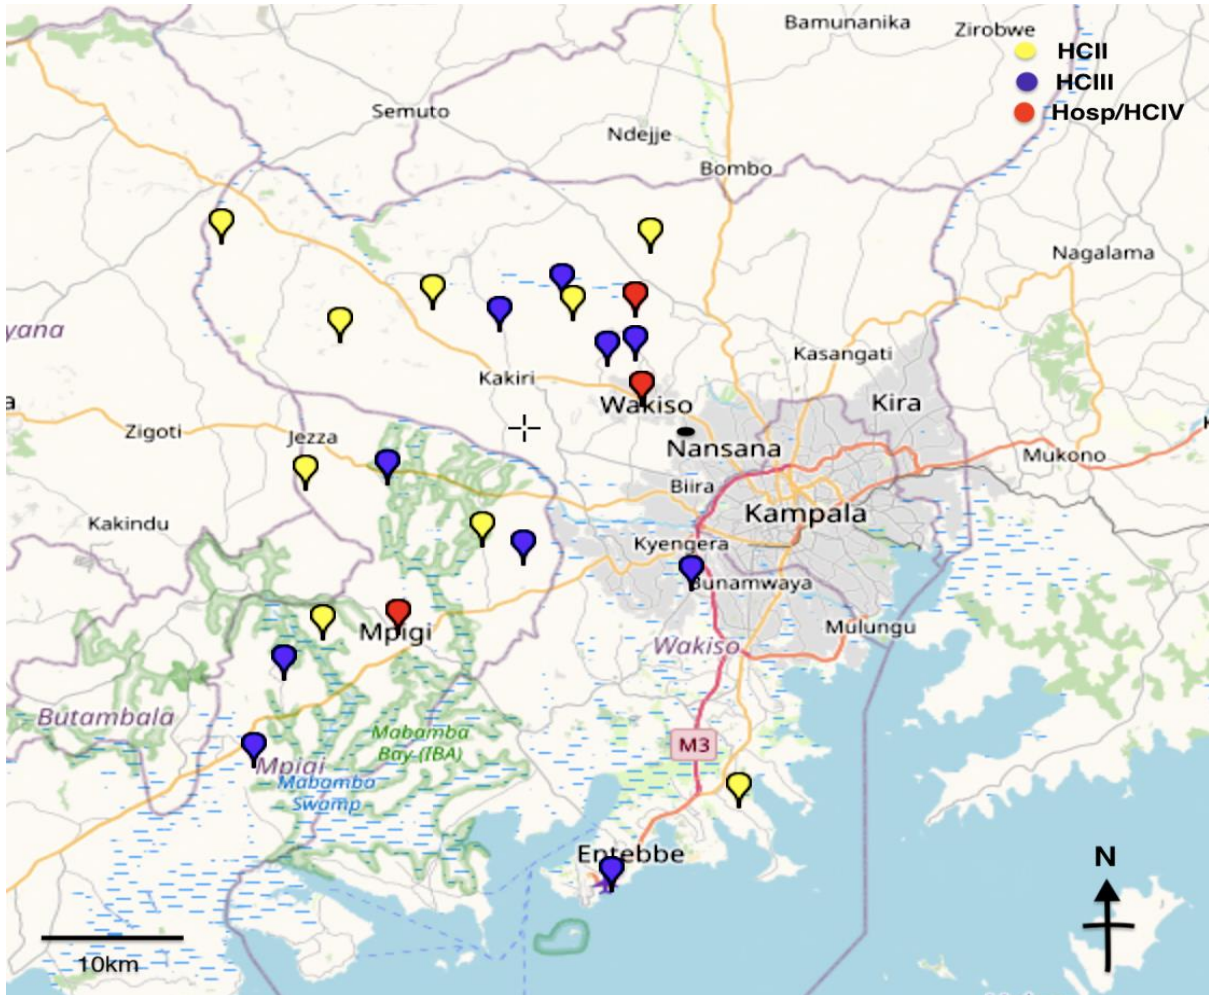 Bamunanika
Zirobwe
HCII
HCIII
Hosp/HCIV
Semuto
Ndejje
Bombo
Nagalama
yana
Kasangati
Kakiri
Wakiso
Kira
a
Zigoti
Jezza
Nansana
Mukono
K
Biira
Kampala
Kakindu
Kyengera
Bunamwaya
Mpigi
Mulungu
Wakiso
Butambala
Mabamba
Bay (IBA)
M3
Mpigi
Mabamba
Swamp
Entebbe
N
10km